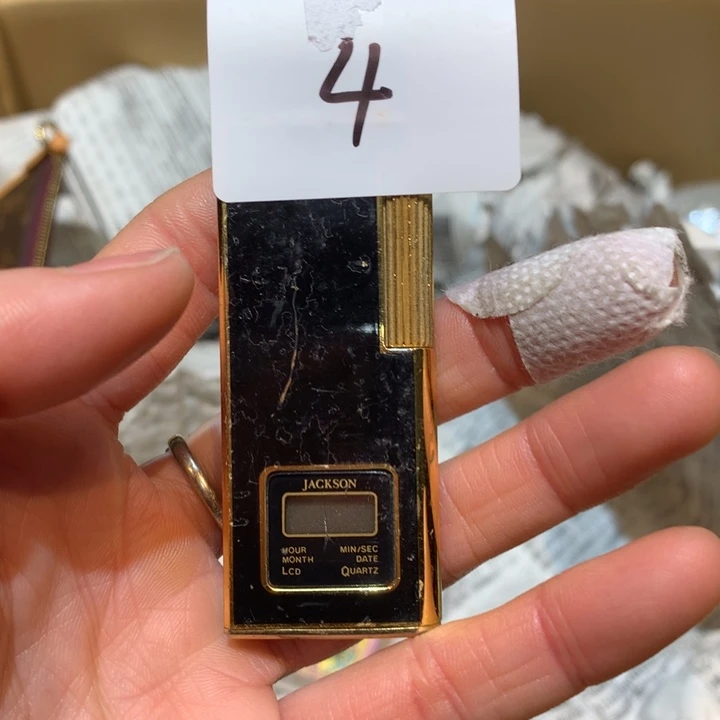 4
JACKSON
HOUR MIN/SEC
MONTH DATE
LCD QUARTZ